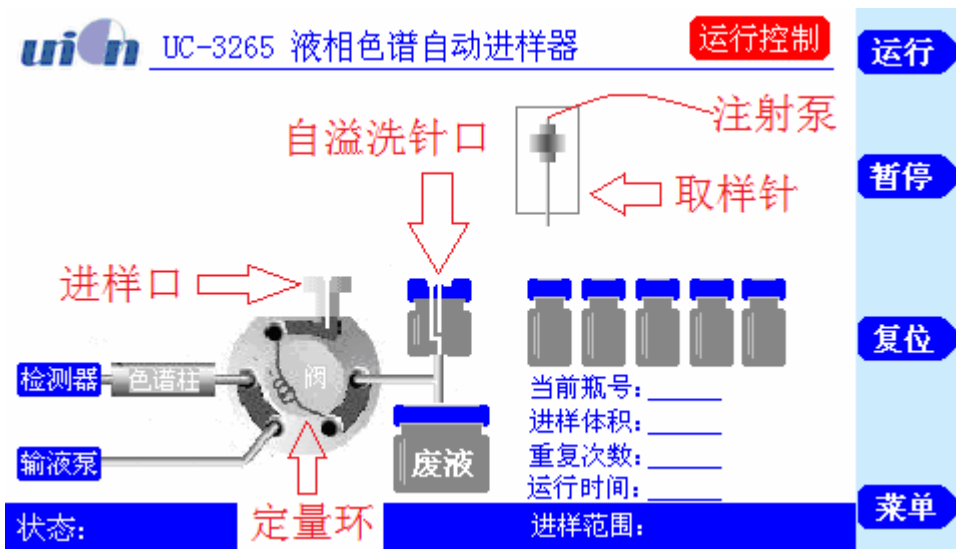 union UC-3265 液相色谱自动进样器
运行控制
运行
注射泵
自溢洗针口
暂停
取样针
进样口
复位
检测器
色谱柱
阀
当前瓶号:
进样体积:
输液泵
废液
重复次数:
运行时间:
菜单
定量环
状态:
进样范围: